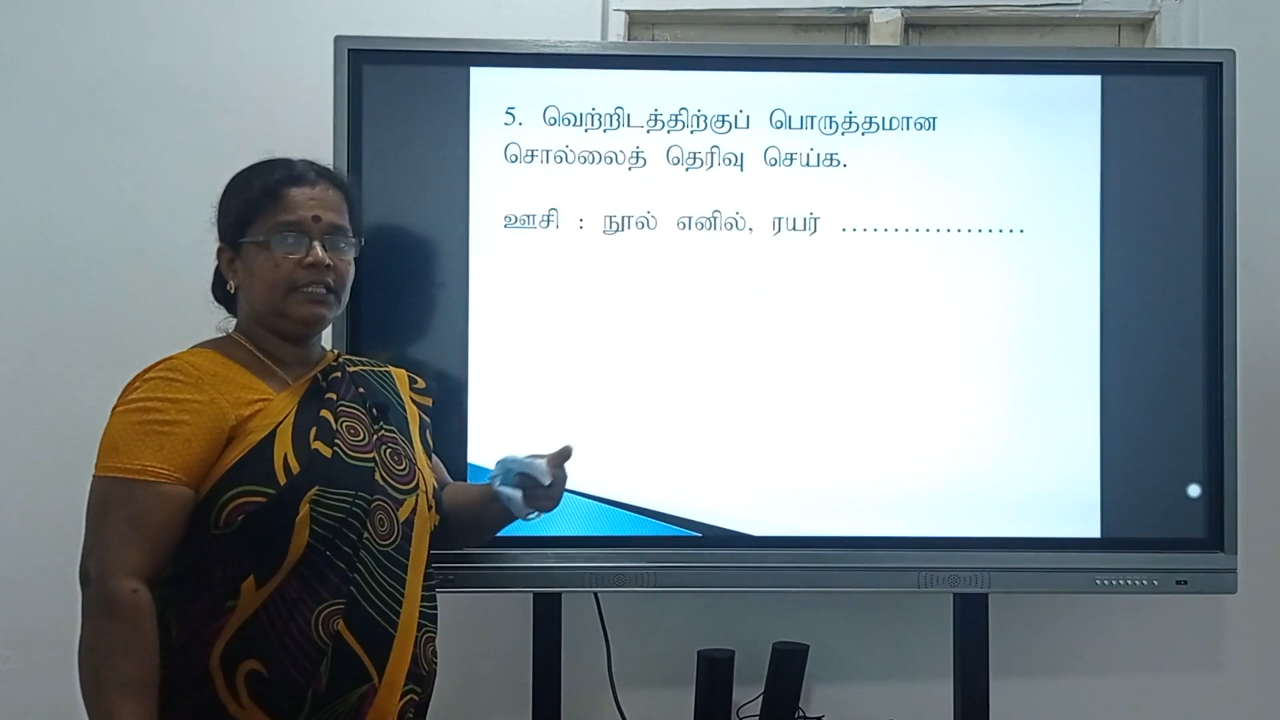 5. வெற்றிடத்திற்குப் பொருத்தமான
சொல்லைத் தெரிவு செய்க.
ஊசி : நூல் எனில், ரயர் ..................